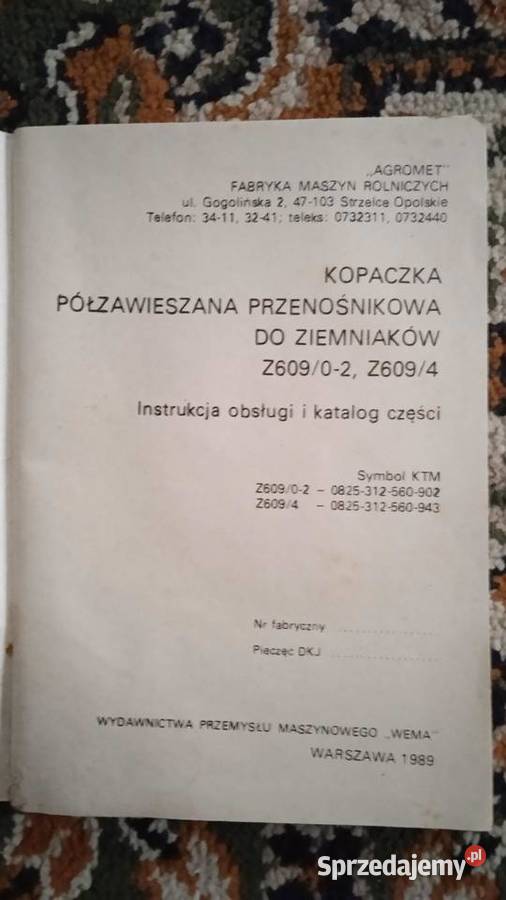 „AGROMET"
FABRYKA MASZYN ROLNICZYCH
ul. Gogolińska 2, 47-103 Strzelce Opolskie
Telefon: 34-11, 32-41; teleks: 0732311, 0732440
KOPACZKA
PÓŁZAWIESZANA PRZENOŚNIKOWA
DO ZIEMNIAKÓW
Z609/0-2, Z609/4
Instrukcja obsługi i katalog części
Symbol KTM
Z609/0-2 – 0825-312-560-902
Z609/4 – 0825-312-560-943
Nr fabryczny ....................
Pieczęć DKJ ....................
WYDAWNICTWA PRZEMYSŁU MASZYNOWEGO „WEMA"
WARSZAWA 1989
Sprzedajemy.pl